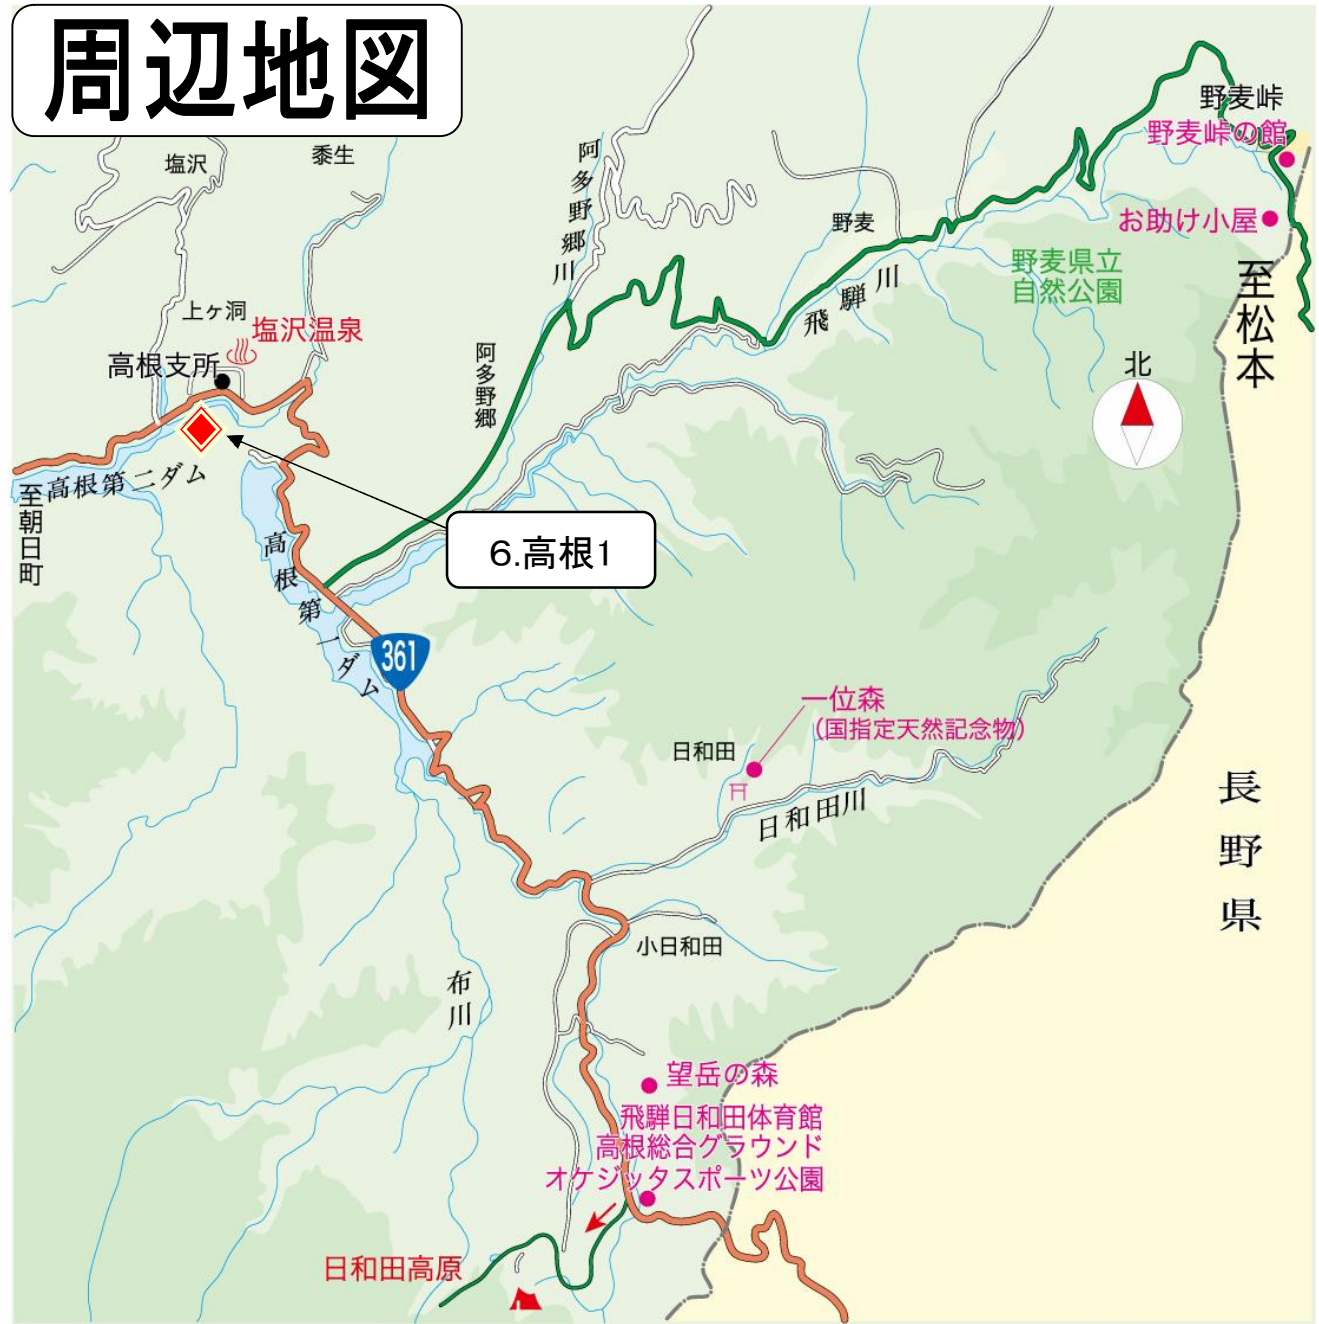 周辺地図
野麦峠
野麦峠の館
塩沢
黍生
阿多野郷川
お助け小屋
野麦
野麦県立
自然公園
飛騨川
至松本
上ヶ洞
塩沢温泉
高根支所
阿多野郷
北
高根第二ダム
至朝日町
6.高根1
高根第一ダム
361
一位森
(国指定天然記念物)
日和田
日和田川
長野県
小日和田
布川
望岳の森
飛騨日和田体育館
高根総合グラウンド
オケジッタスポーツ公園
日和田高原